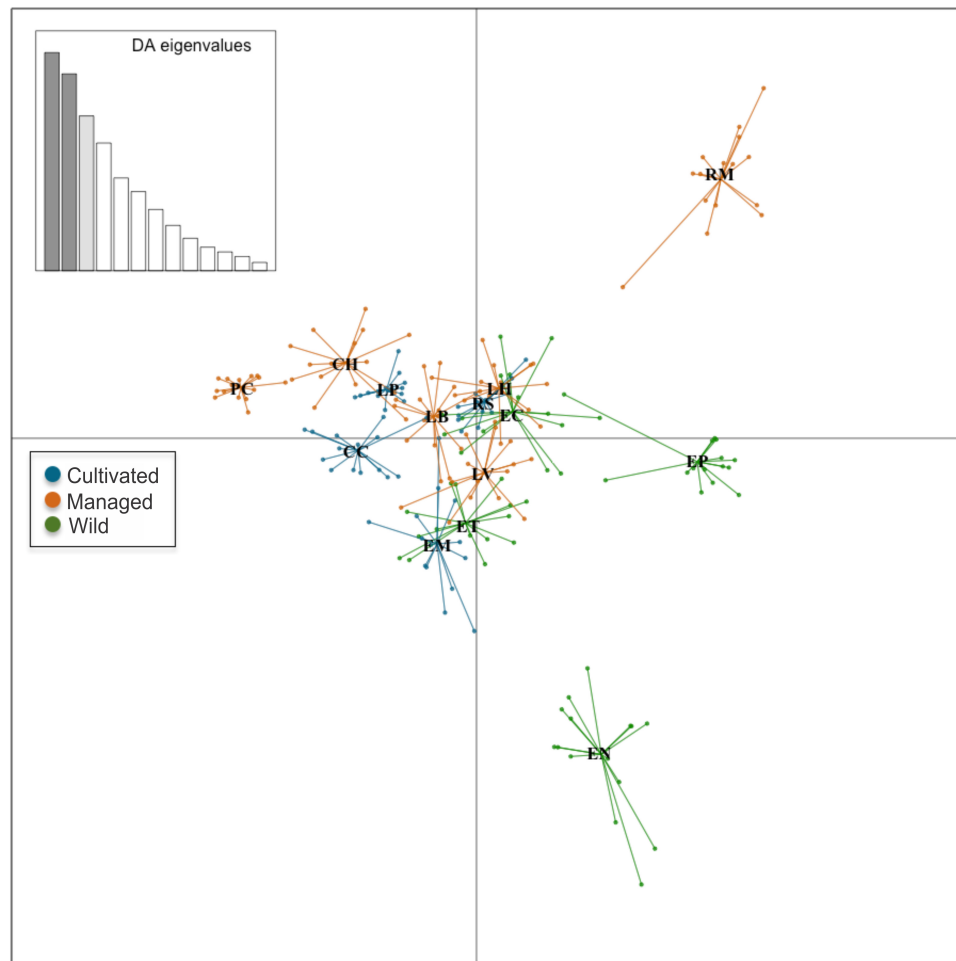 DA eigenvalues
RM
CH
PC
LP
LH
RS
LB
EC
CC
EP
LV
Cultivated
Managed
Wild
ET
EM
EN